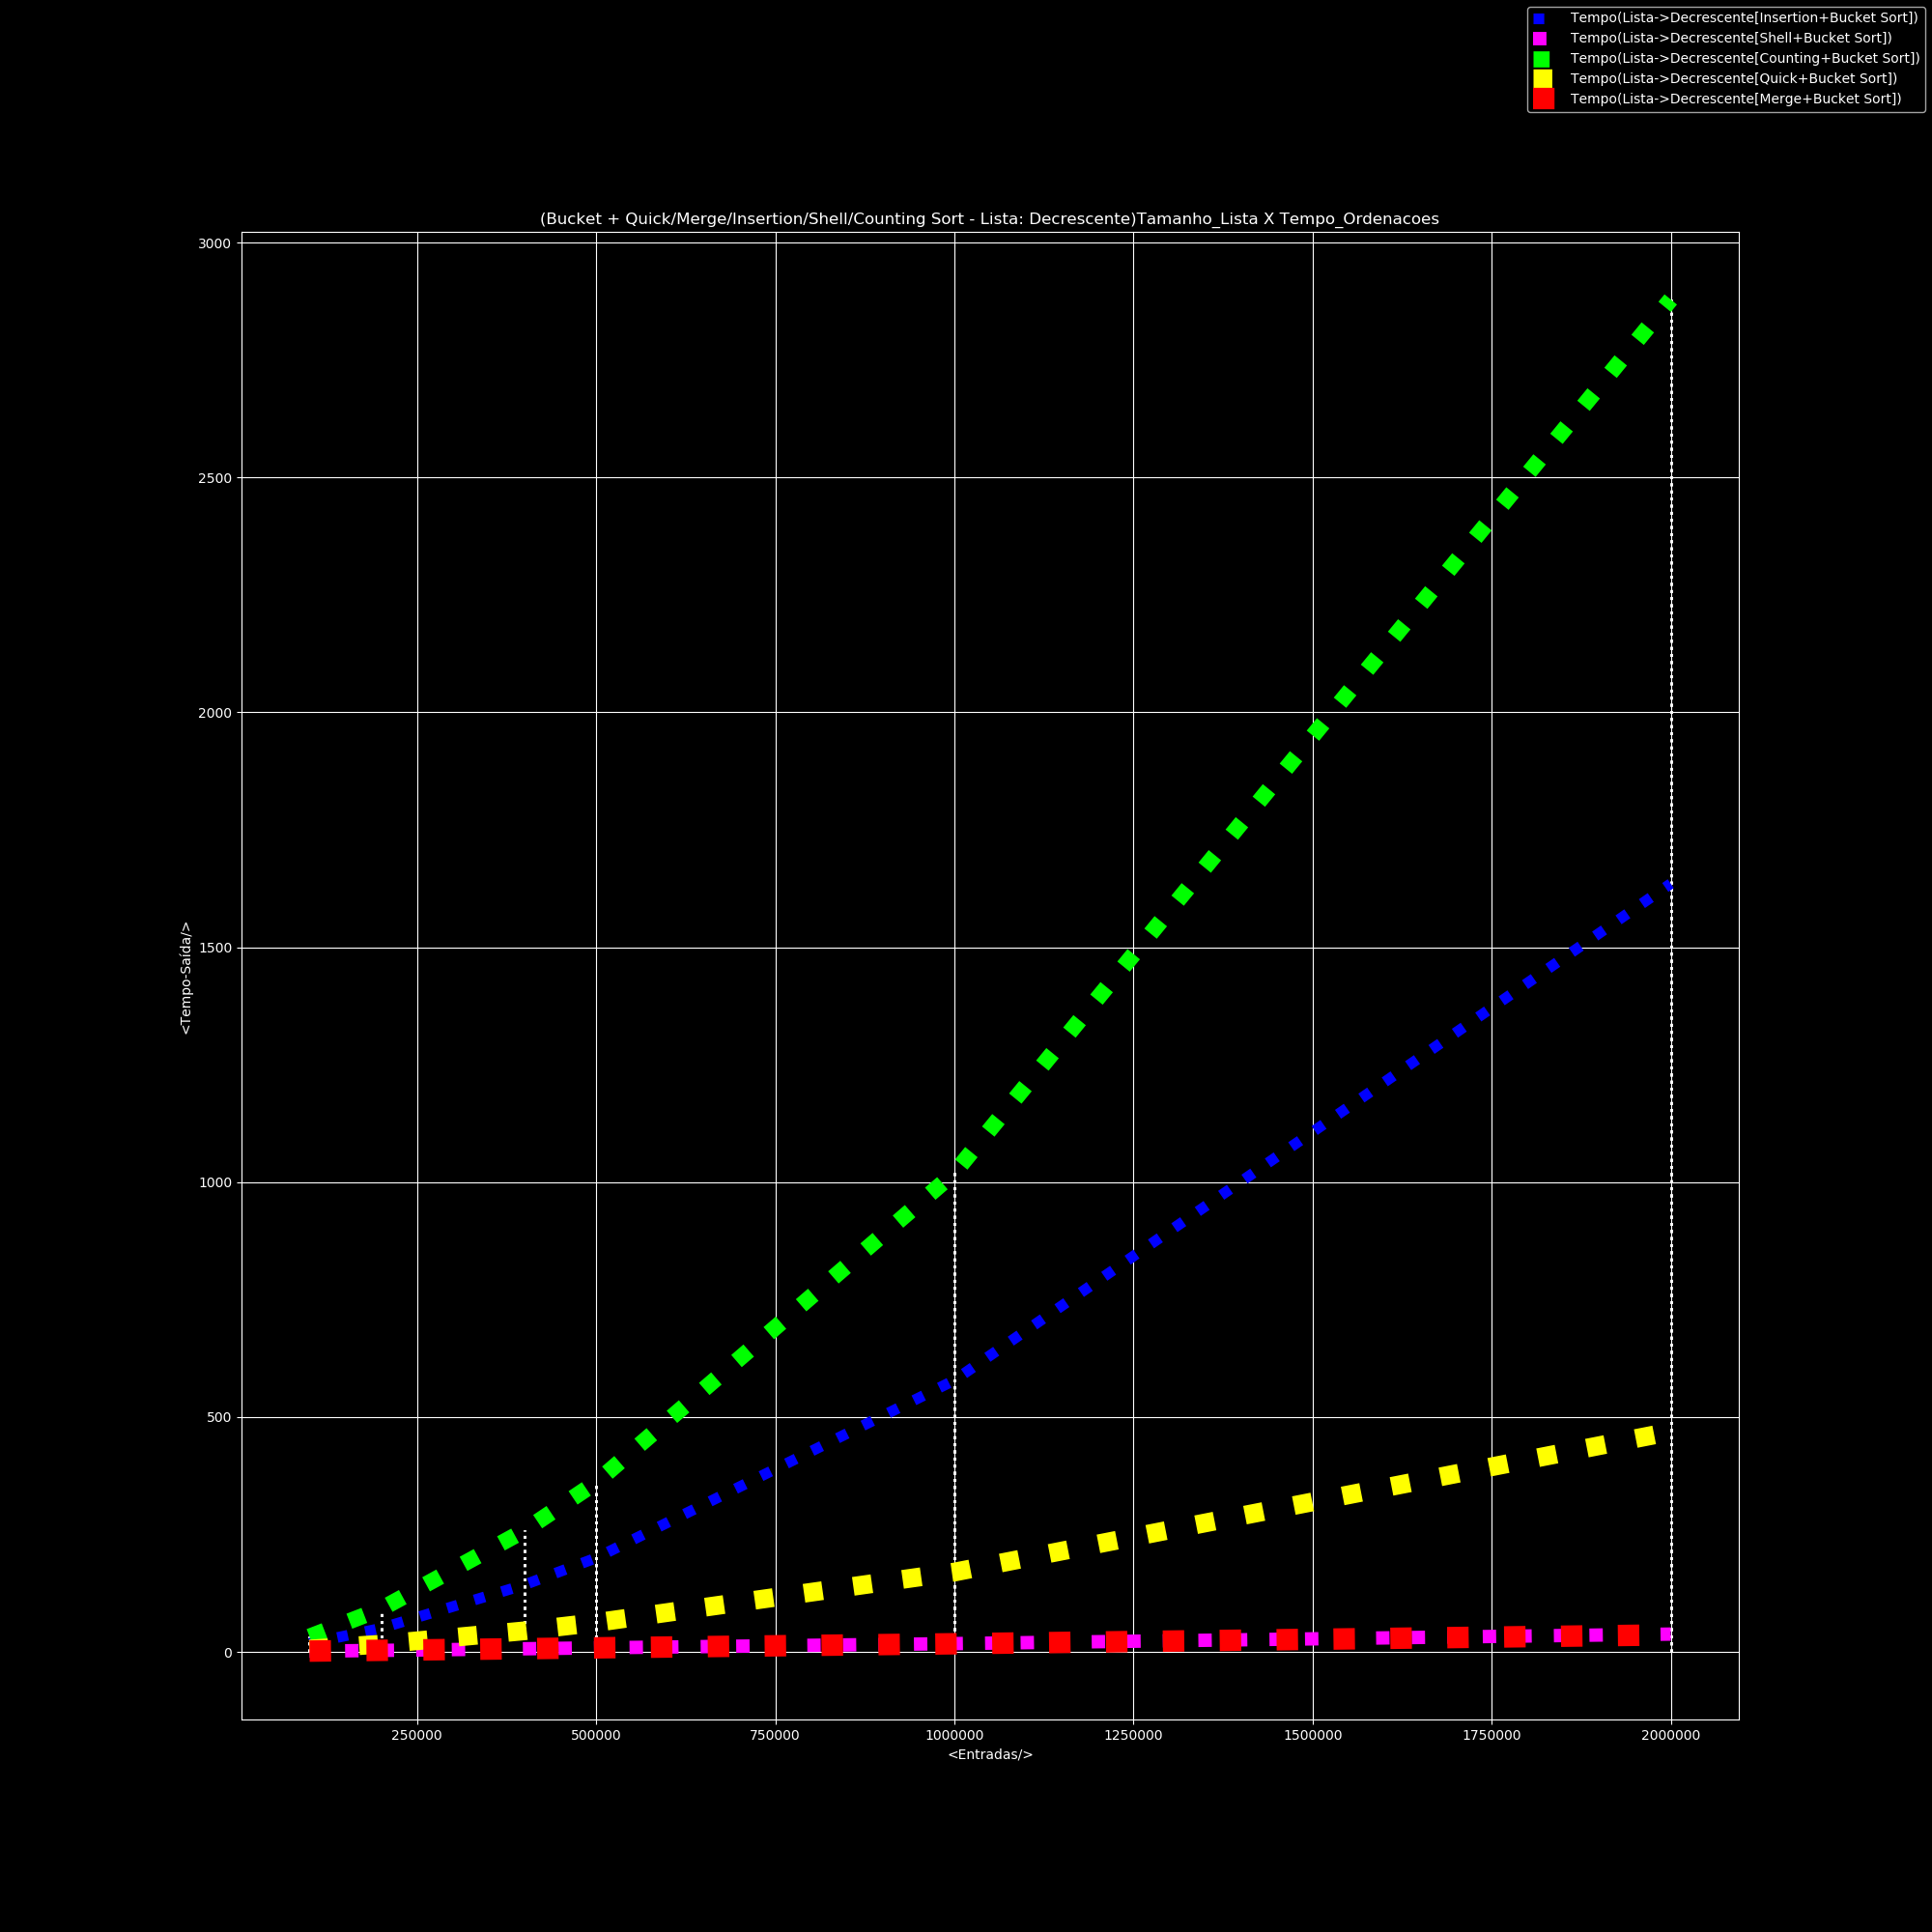 Tempo(Lista->Decrescente[Insertion+Bucket Sort])
Tempo(Lista->Decrescente[Shell+Bucket Sort])
Tempo(Lista->Decrescente[Counting+Bucket Sort])
Tempo(Lista->Decrescente[Quick+Bucket Sort])
Tempo(Lista->Decrescente[Merge+Bucket Sort])
(Bucket + Quick/Merge/Insertion/Shell/Counting Sort - Lista: Decrescente)Tamanho_Lista X Tempo_Ordenacoes
3000
2500
2000
1500
1000
500
0
<Tempo-Saída/>
250000 500000 750000 1000000 1250000 1500000 1750000 2000000
<Entradas/>